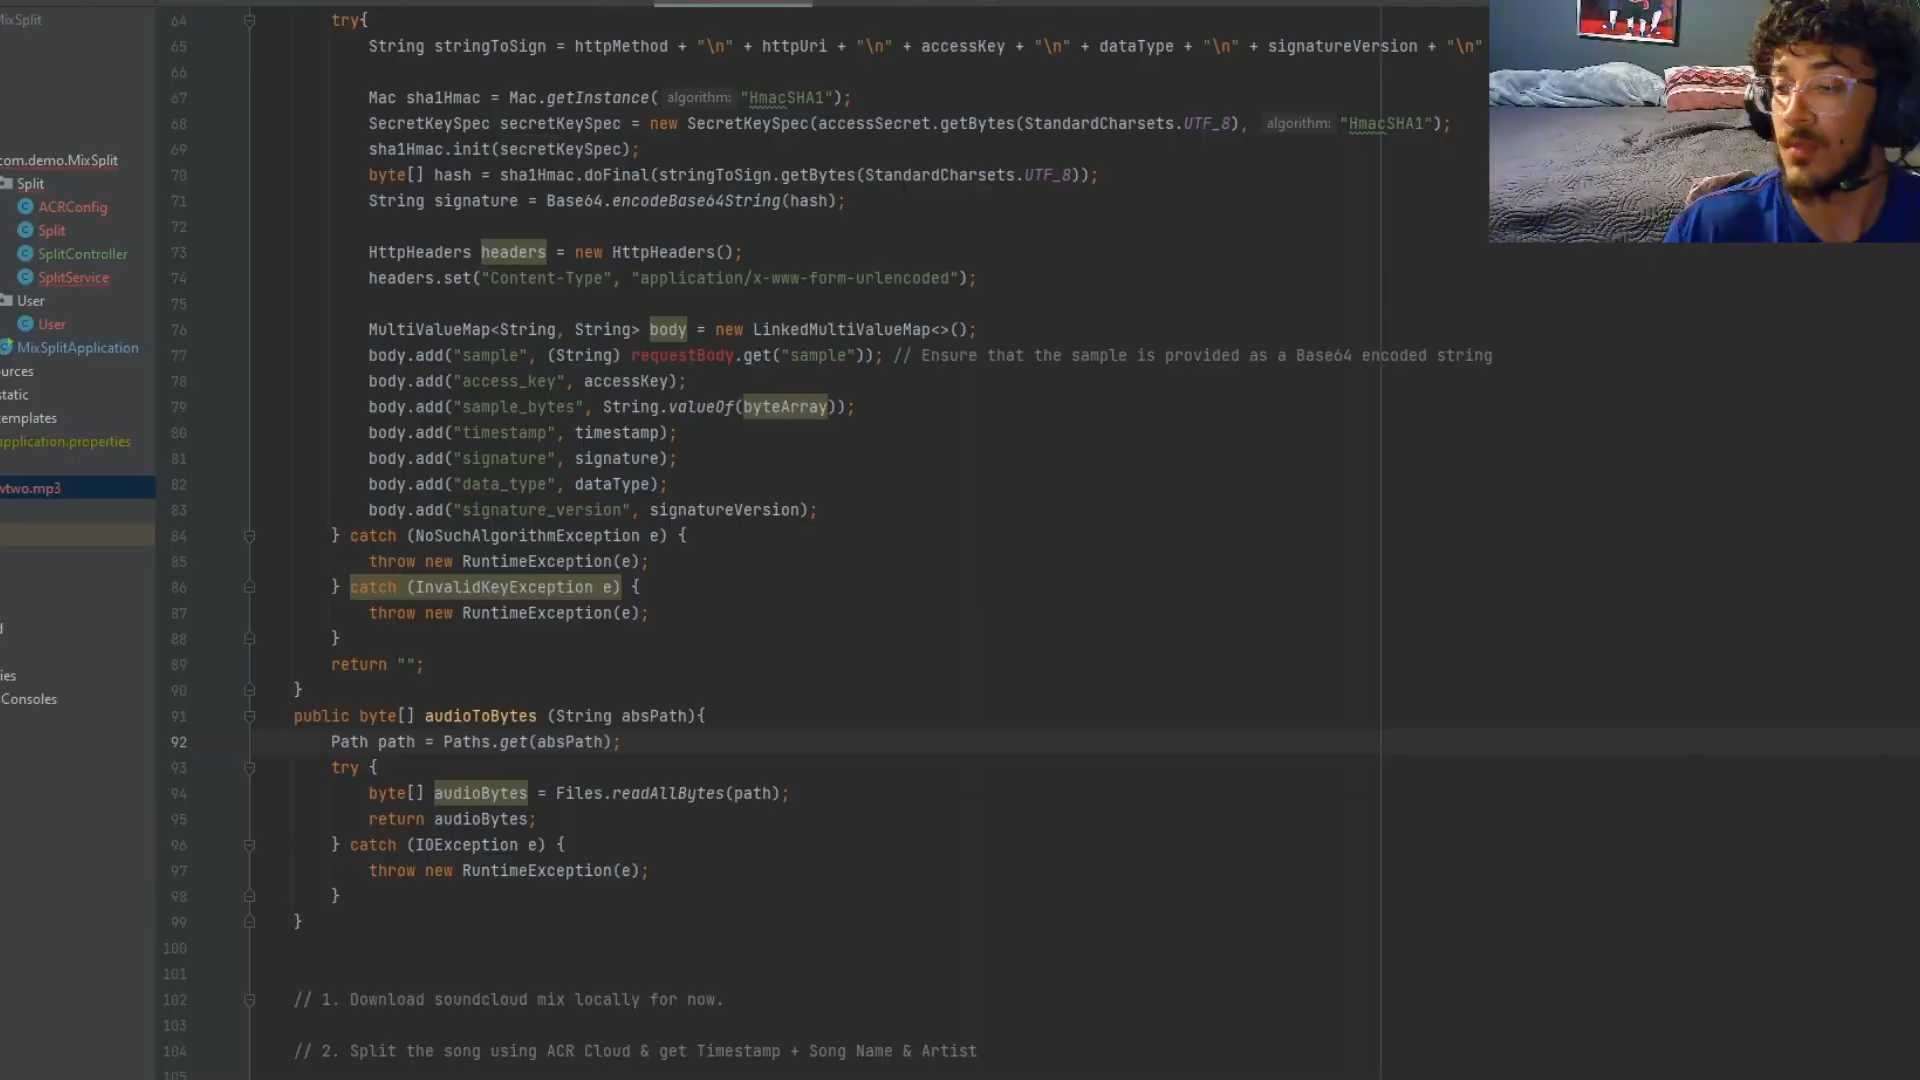 MixSplit
com.demo.MixSplit
Split
ACRConfig
Split
SplitController
SplitService
User
User
MixSplitApplication
ources
static
templates
application.properties
wtwo.mp3
d
ies
Consoles
64 try{
65 String stringToSign = httpMethod + "\n" + httpUri + "\n" + accessKey + "\n" + dataType + "\n" + signatureVersion + "\n"
66
67 Mac sha1Hmac = Mac.getInstance( algorithm: "HmacSHA1");
68 SecretKeySpec secretKeySpec = new SecretKeySpec(accessSecret.getBytes(StandardCharsets.UTF_8), algorithm: "HmacSHA1");
69 sha1Hmac.init(secretKeySpec);
70 byte[] hash = sha1Hmac.doFinal(stringToSign.getBytes(StandardCharsets.UTF_8));
71 String signature = Base64.encodeBase64String(hash);
72
73 HttpHeaders headers = new HttpHeaders();
74 headers.set("Content-Type", "application/x-www-form-urlencoded");
75
76 MultiValueMap<String, String> body = new LinkedMultiValueMap<>();
77 body.add("sample", (String) requestBody.get("sample")); // Ensure that the sample is provided as a Base64 encoded string
78 body.add("access_key", accessKey);
79 body.add("sample_bytes", String.valueOf(byteArray));
80 body.add("timestamp", timestamp);
81 body.add("signature", signature);
82 body.add("data_type", dataType);
83 body.add("signature_version", signatureVersion);
84 } catch (NoSuchAlgorithmException e) {
85 throw new RuntimeException(e);
86 } catch (InvalidKeyException e) {
87 throw new RuntimeException(e);
88 }
89 return "";
90 }
91 public byte[] audioToBytes (String absPath){
92 Path path = Paths.get(absPath);
93 try {
94 byte[] audioBytes = Files.readAllBytes(path);
95 return audioBytes;
96 } catch (IOException e) {
97 throw new RuntimeException(e);
98 }
99 }
100
101
102 // 1. Download soundcloud mix locally for now.
103
104 // 2. Split the song using ACR Cloud & get Timestamp + Song Name & Artist
105